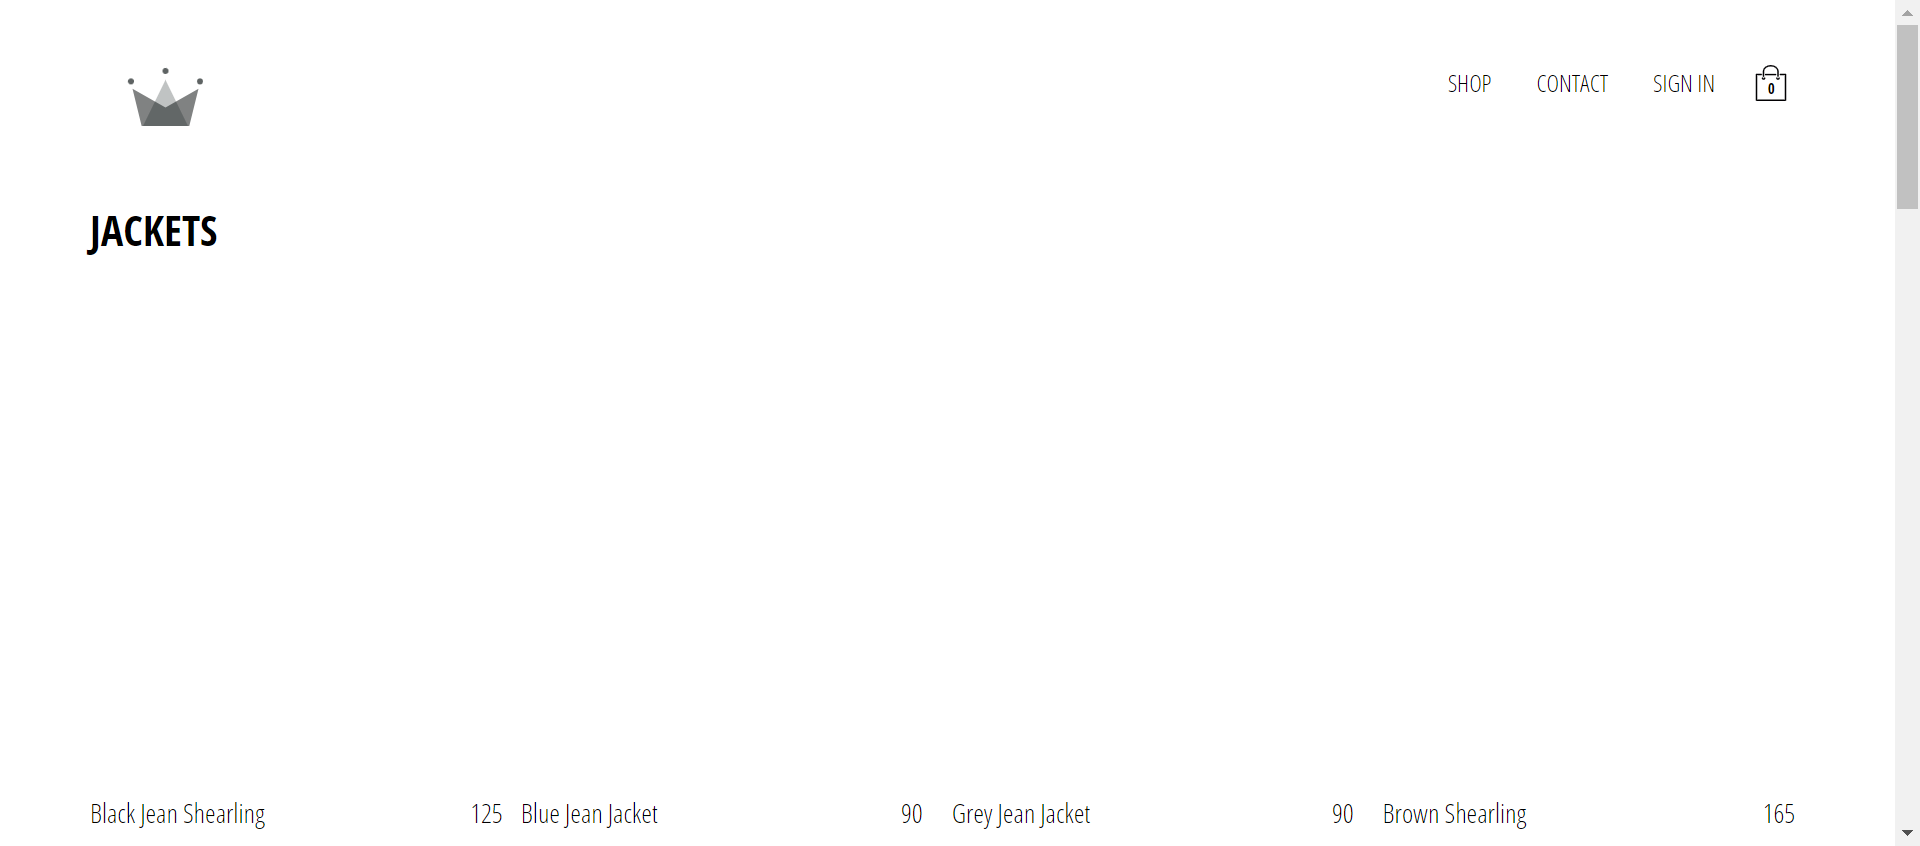 SHOP CONTACT SIGN IN 0
JACKETS
Black Jean Shearling 125 Blue Jean Jacket 90 Grey Jean Jacket 90 Brown Shearling 165